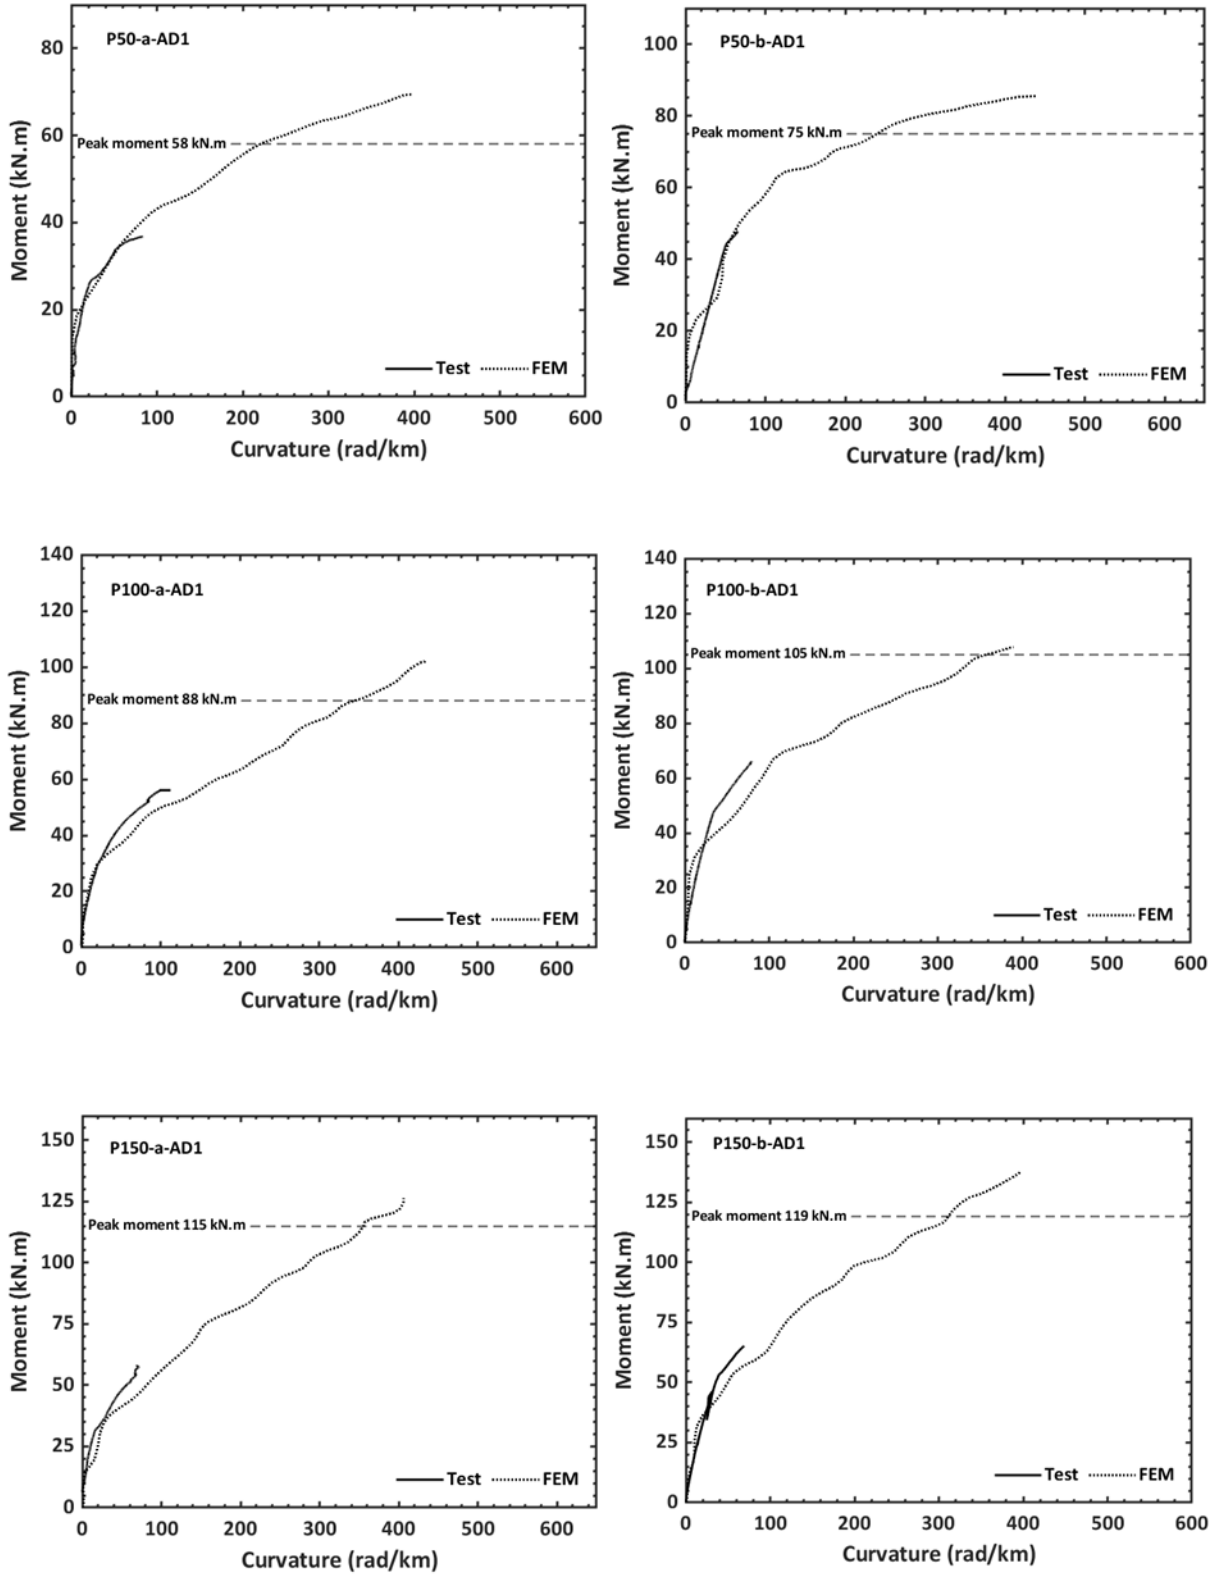 P50-a-AD1
80
60
40
20
0
Peak moment 58 kN.m
Test FEM
0 100 200 300 400 500 600
Moment (kN.m)
Curvature (rad/km)
P50-b-AD1
100
80
60
40
20
0
Peak moment 75 kN.m
Test FEM
0 100 200 300 400 500 600
Moment (kN.m)
Curvature (rad/km)
P100-a-AD1
140
120
100
80
60
40
20
0
Peak moment 88 kN.m
Test FEM
0 100 200 300 400 500 600
Moment (kN.m)
Curvature (rad/km)
P100-b-AD1
140
120
100
80
60
40
20
0
Peak moment 105 kN.m
Test FEM
0 100 200 300 400 500 600
Moment (kN.m)
Curvature (rad/km)
P150-a-AD1
150
125
100
75
50
25
0
Peak moment 115 kN.m
Test FEM
0 100 200 300 400 500 600
Moment (kN.m)
Curvature (rad/km)
P150-b-AD1
150
125
100
75
50
25
0
Peak moment 119 kN.m
Test FEM
0 100 200 300 400 500 600
Moment (kN.m)
Curvature (rad/km)